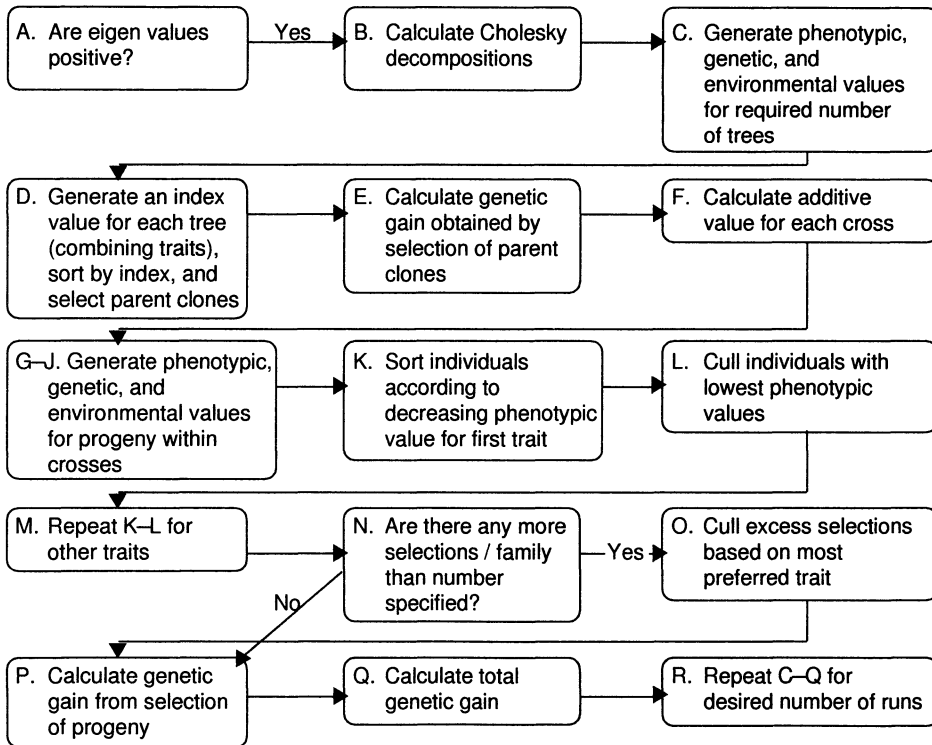 A. Are eigen values
positive?
Yes
B. Calculate Cholesky
decompositions
C. Generate phenotypic,
genetic, and
environmental values
for required number
of trees
D. Generate an index
value for each tree
(combining traits),
sort by index, and
select parent clones
E. Calculate genetic
gain obtained by
selection of parent
clones
F. Calculate additive
value for each cross
G–J. Generate phenotypic,
genetic, and
environmental values
for progeny within
crosses
K. Sort individuals
according to
decreasing phenotypic
value for first trait
L. Cull individuals with
lowest phenotypic
values
M. Repeat K–L for
other traits
N. Are there any more
selections / family
than number
specified?
Yes
No
O. Cull excess selections
based on most
preferred trait
P. Calculate genetic
gain from selection
of progeny
Q. Calculate total
genetic gain
R. Repeat C–Q for
desired number of runs